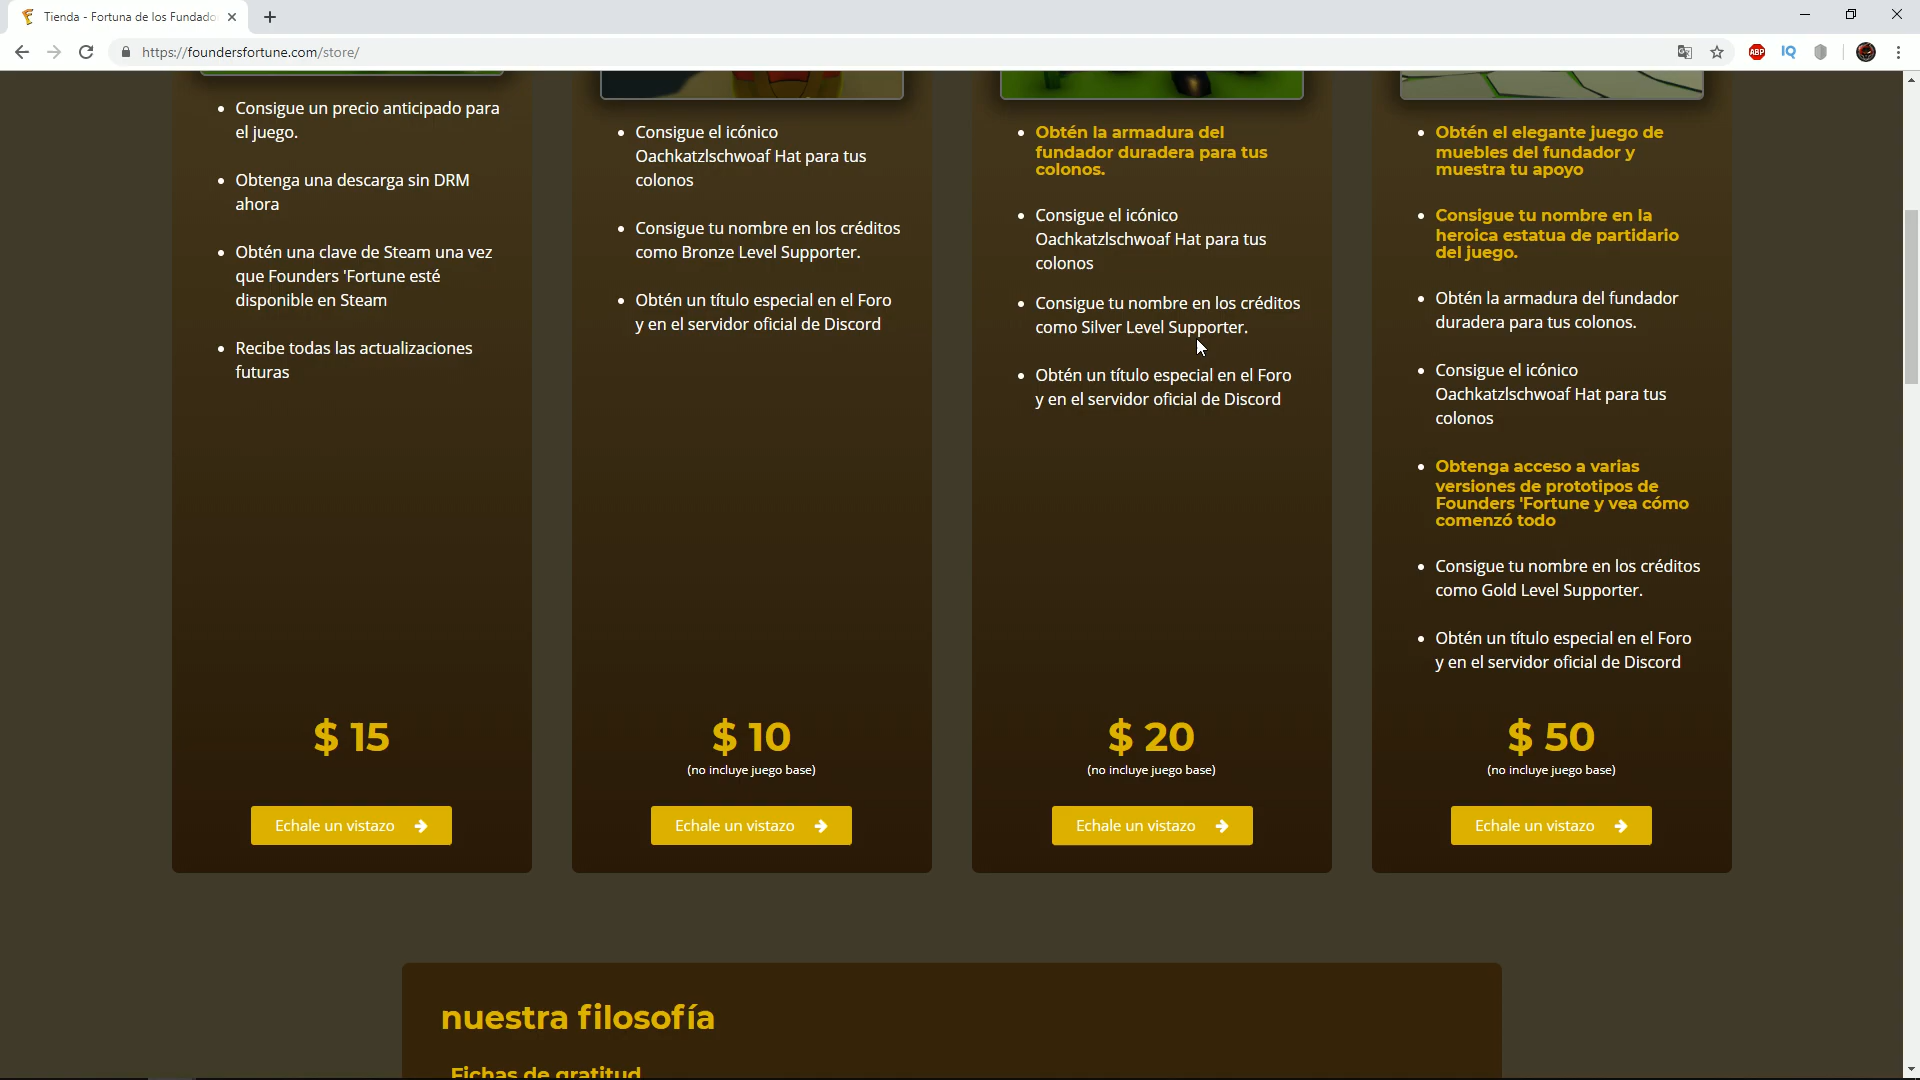 Tienda - Fortuna de los Fundado
https://foundersfortune.com/store/
ABP
IQ
Consigue un precio anticipado para
el juego.
Obtenga una descarga sin DRM
ahora
Obtén una clave de Steam una vez
que Founders 'Fortune esté
disponible en Steam
Recibe todas las actualizaciones
futuras
$ 15
Echale un vistazo
Consigue el icónico
Oachkatzlschwoaf Hat para tus
colonos
Consigue tu nombre en los créditos
como Bronze Level Supporter.
Obtén un título especial en el Foro
y en el servidor oficial de Discord
$ 10
(no incluye juego base)
Echale un vistazo
Obtén la armadura del
fundador duradera para tus
colonos.
Consigue el icónico
Oachkatzlschwoaf Hat para tus
colonos
Consigue tu nombre en los créditos
como Silver Level Supporter.
Obtén un título especial en el Foro
y en el servidor oficial de Discord
$ 20
(no incluye juego base)
Echale un vistazo
Obtén el elegante juego de
muebles del fundador y
muestra tu apoyo
Consigue tu nombre en la
heroica estatua de partidario
del juego.
Obtén la armadura del fundador
duradera para tus colonos.
Consigue el icónico
Oachkatzlschwoaf Hat para tus
colonos
Obtenga acceso a varias
versiones de prototipos de
Founders 'Fortune y vea cómo
comenzó todo
Consigue tu nombre en los créditos
como Gold Level Supporter.
Obtén un título especial en el Foro
y en el servidor oficial de Discord
$ 50
(no incluye juego base)
Echale un vistazo
nuestra filosofía
Fichas de gratitud